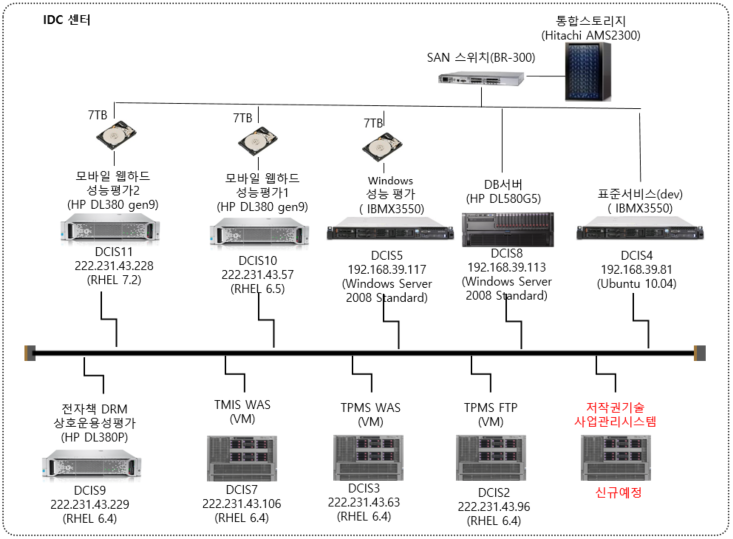 IDC 센터
통합스토리지
(Hitachi AMS2300)
SAN 스위치(BR-300)
7TB
7TB
7TB
모바일 웹하드
성능평가2
(HP DL380 gen9)
모바일 웹하드
성능평가1
(HP DL380 gen9)
Windows
성능 평가
( IBMX3550)
DB서버
(HP DL580G5)
표준서비스(dev)
( IBMX3550)
DCIS11
222.231.43.228
(RHEL 7.2)
DCIS10
222.231.43.57
(RHEL 6.5)
DCIS5
192.168.39.117
(Windows Server
2008 Standard)
DCIS8
192.168.39.113
(Windows Server
2008 Standard)
DCIS4
192.168.39.81
(Ubuntu 10.04)
전자책 DRM
상호운용성평가
(HP DL380P)
TMIS WAS
(VM)
TPMS WAS
(VM)
TPMS FTP
(VM)
저작권기술
사업관리시스템
DCIS9
222.231.43.229
(RHEL 6.4)
DCIS7
222.231.43.106
(RHEL 6.4)
DCIS3
222.231.43.63
(RHEL 6.4)
DCIS2
222.231.43.96
(RHEL 6.4)
신규예정